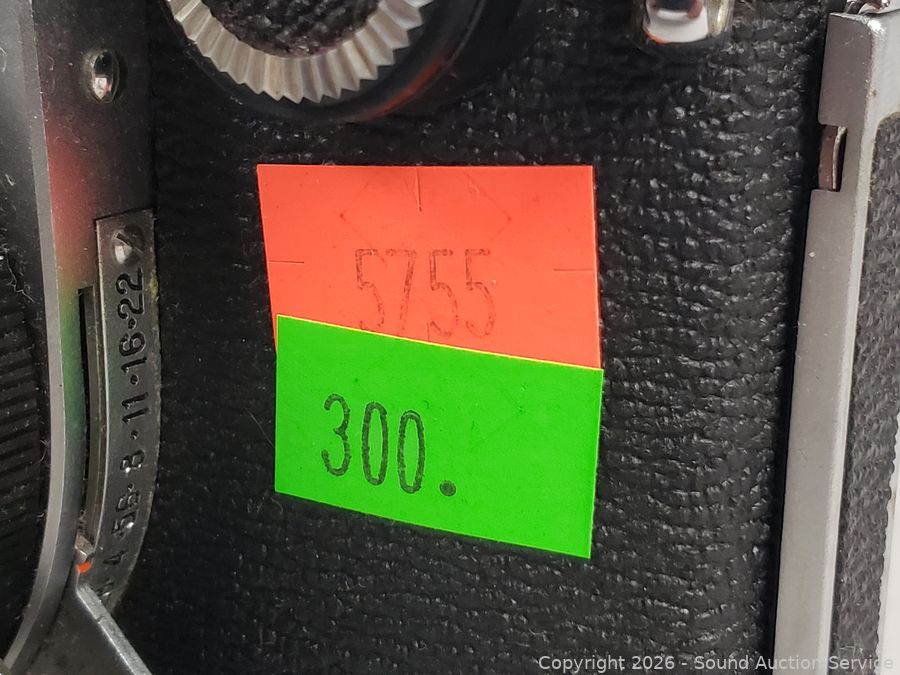 5755
300.
4 5.6 8 • 11 • 16 • 22
Copyright 2026 - Sound Auction Service